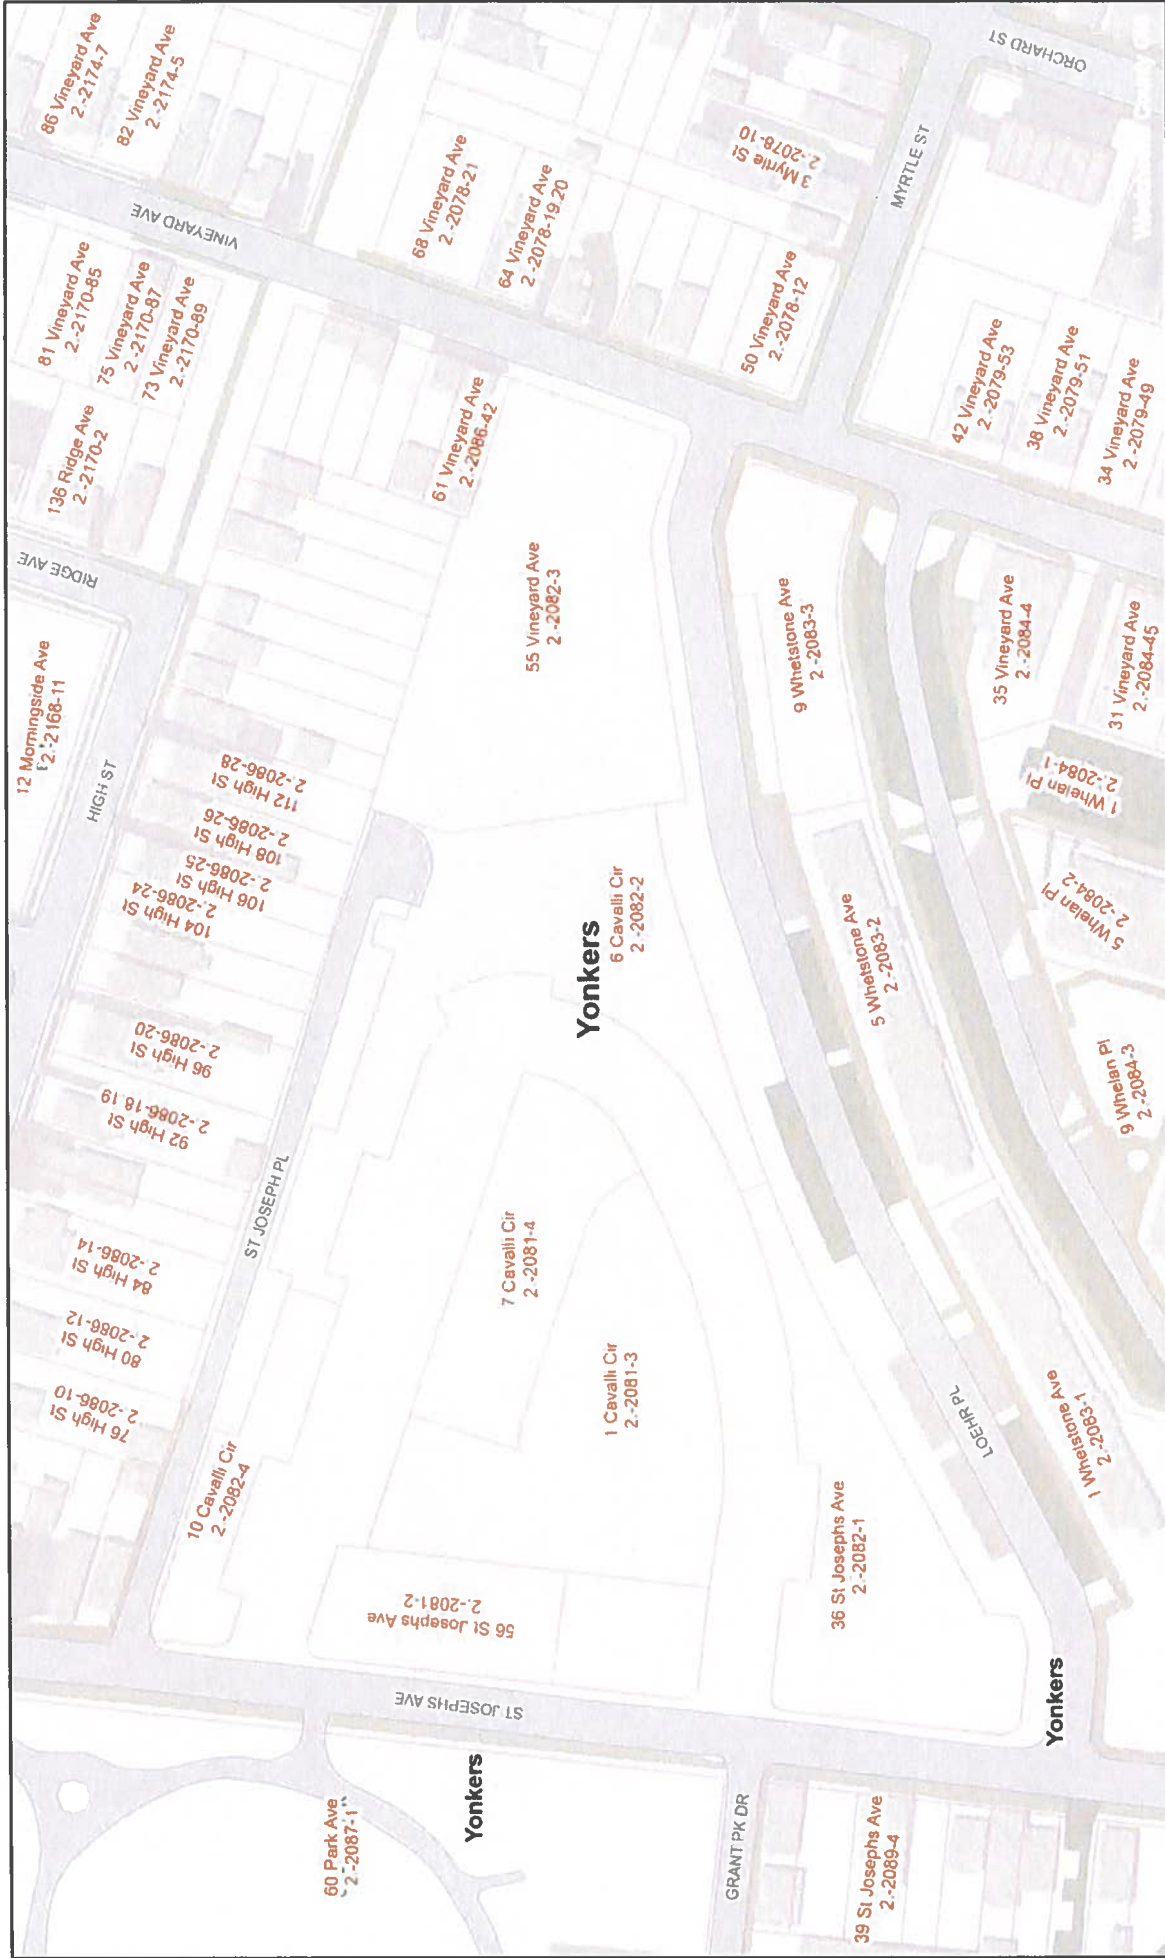 86 Vineyard Ave
2.-2174-7
82 Vineyard Ave
2.-2174-5
VINEYARD AVE
81 Vineyard Ave
2.-2170-85
75 Vineyard Ave
2.-2170-87
73 Vineyard Ave
2.-2170-89
136 Ridge Ave
2.-2170-2
RIDGE AVE
12 Morningside Ave
2.-2168-11
HIGH ST
68 Vineyard Ave
2.-2078-21
64 Vineyard Ave
2.-2078-19.20
3 Myrtle St
2.-2078-10
ORCHARD ST
MYRTLE ST
50 Vineyard Ave
2.-2078-12
42 Vineyard Ave
2.-2079-53
38 Vineyard Ave
2.-2079-51
34 Vineyard Ave
2.-2079-49
61 Vineyard Ave
2.-2086-42
55 Vineyard Ave
2.-2082-3
9 Whetstone Ave
2.-2083-3
35 Vineyard Ave
2.-2084-4
31 Vineyard Ave
2.-2084-45
1 Whelan Pl
2.-2084-1
5 Whelan Pl
2.-2084-2
9 Whelan Pl
2.-2084-3
112 High St
2.-2086-28
108 High St
2.-2086-26
106 High St
2.-2086-25
104 High St
2.-2086-24
96 High St
2.-2086-20
92 High St
2.-2086-18.19
84 High St
2.-2086-14
80 High St
2.-2086-12
76 High St
2.-2086-10
ST JOSEPH PL
Yonkers
6 Cavalli Cir
2.-2082-2
5 Whetstone Ave
2.-2083-2
7 Cavalli Cir
2.-2081-4
1 Cavalli Cir
2.-2081-3
10 Cavalli Cir
2.-2082-4
LOEHR PL
1 Whetstone Ave
2.-2083-1
56 St Josephs Ave
2.-2081-2
36 St Josephs Ave
2.-2082-1
ST JOSEPHS AVE
Yonkers
Yonkers
60 Park Ave
2.-2087-1
GRANT PK DR
39 St Josephs Ave
2.-2089-4